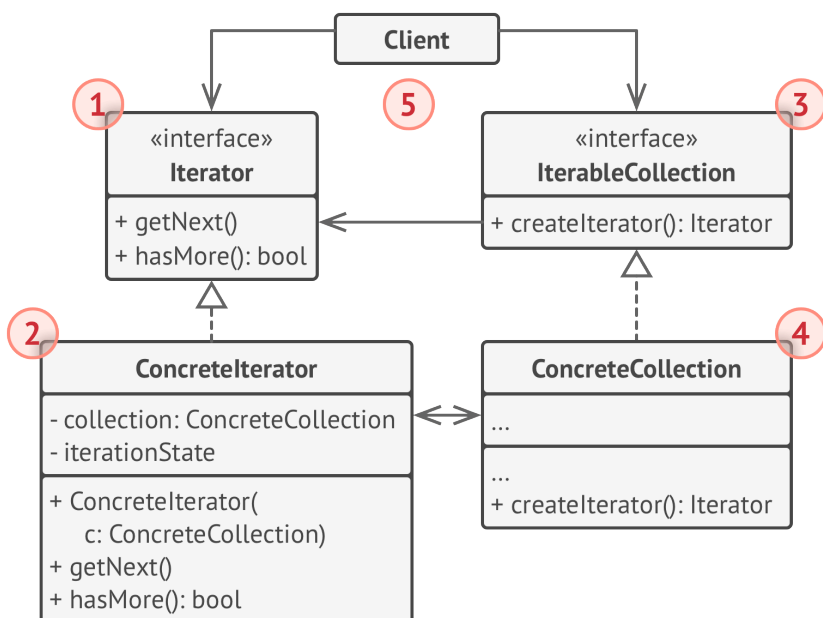 Client
1
5
3
«interface»
Iterator
+ getNext()
+ hasMore(): bool
«interface»
IterableCollection
+ createIterator(): Iterator
2
4
ConcreteIterator
- collection: ConcreteCollection
- iterationState
+ ConcreteIterator(
c: ConcreteCollection)
+ getNext()
+ hasMore(): bool
ConcreteCollection
...
...
+ createIterator(): Iterator